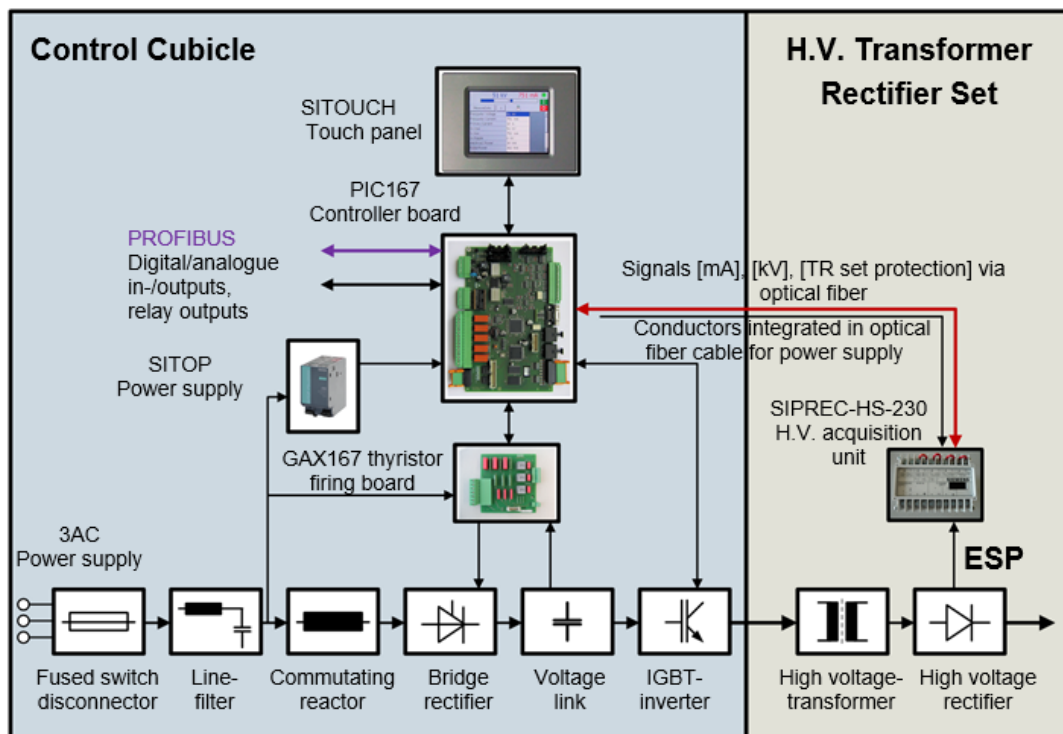 Control Cubicle
H.V. Transformer
Rectifier Set
SITOUCH
Touch panel
PIC167
Controller board
PROFIBUS
Digital/analogue
in-/outputs,
relay outputs
Signals [mA], [kV], [TR set protection] via
optical fiber
Conductors integrated in optical
fiber cable for power supply
SITOP
Power supply
SIPREC-HS-230
H.V. acquisition
unit
GAX167 thyristor
firing board
3AC
Power supply
ESP
Fused switch
disconnector
Line-
filter
Commutating
reactor
Bridge
rectifier
Voltage
link
IGBT-
inverter
High voltage-
transformer
High voltage
rectifier